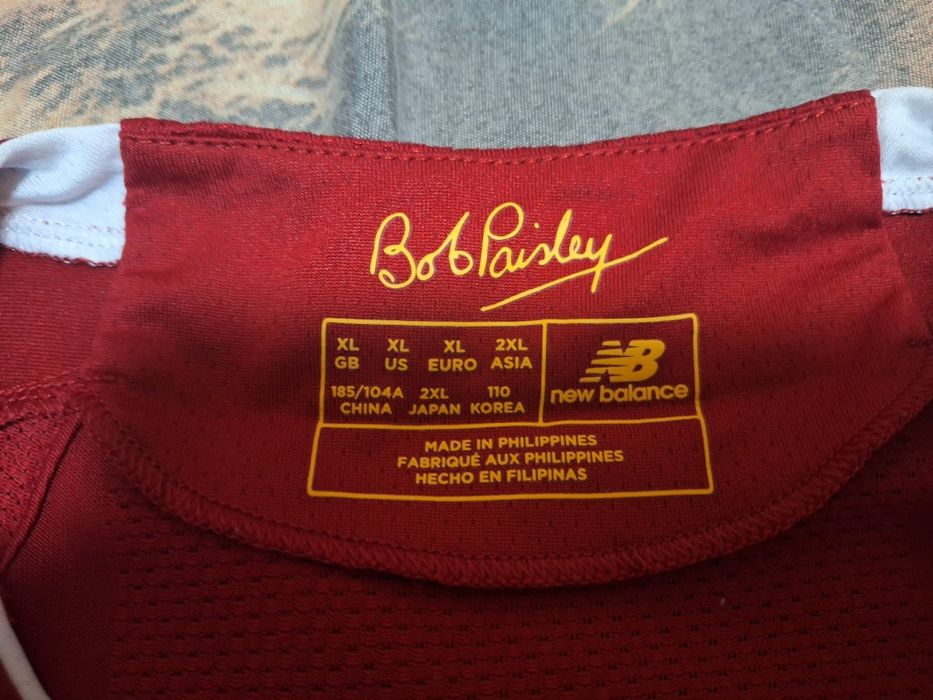 Bob Paisley
XL XL XL 2XL
GB US EURO ASIA
185/104A 2XL 110
CHINA JAPAN KOREA
NB
new balance
MADE IN PHILIPPINES
FABRIQUÉ AUX PHILIPPINES
HECHO EN FILIPINAS